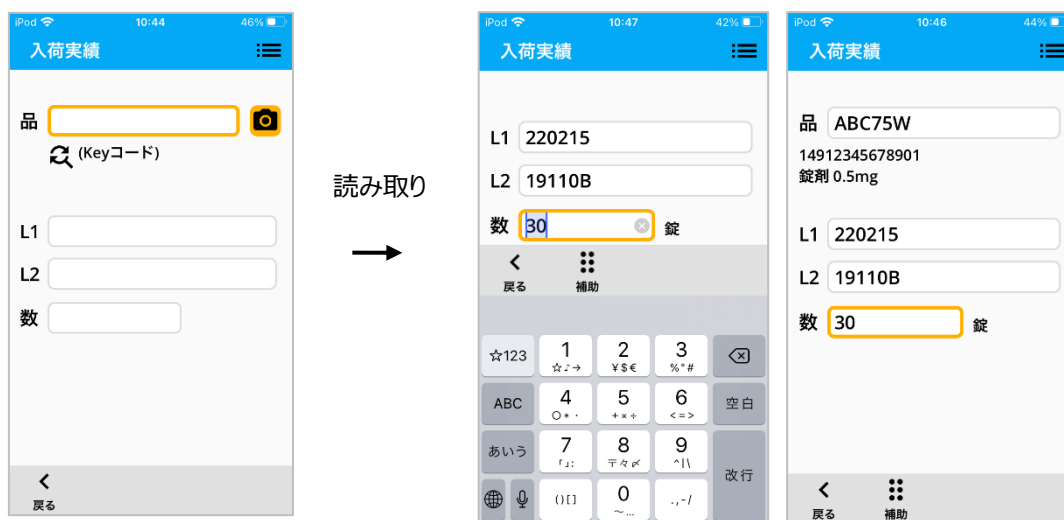 iPod 10:44 46%
入荷実績
品
(Keyコード)
L1
L2
数
戻る
読み取り
→
iPod 10:47 42%
入荷実績
L1 220215
L2 19110B
数 30 錠
戻る 補助
☆123 1 2 3
☆♪→ ¥$€ %°#
ABC 4 5 6 空白
○*・ +×÷ <=>
あいう 7 8 9 改行
「」: 〒々〆 ^|\
()[] 0 .,-/
~…
iPod 10:46 44%
入荷実績
品 ABC75W
14912345678901
錠剤 0.5mg
L1 220215
L2 19110B
数 30 錠
戻る 補助